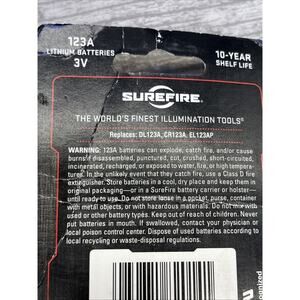 123A
LITHIUM BATTERIES
3V
10-YEAR
SHELF LIFE
SUREFIRE®
THE WORLD'S FINEST ILLUMINATION TOOLS®
Replaces: DL123A, CR123A, EL123AP
WARNING: 123A batteries can explode, catch fire, and/or cause
burns if disassembled, punctured, cut, crushed, short-circuited,
incinerated, recharged, or exposed to water, fire, or high
tempera-
tures. In the unlikely event that they catch fire, use a Class D fire
extinguisher. Store batteries in a cool, dry place and keep them in
original packaging—or in a SureFire battery carrier or holster—
until ready to use. Do not store loose in a pocket, purse, container
with metal objects, or with hazardous materials. Do not mix with
used or other battery types. Keep out of reach of children. Never
put batteries in mouth. If swallowed, contact your physician or
local poison control center. Dispose of used batteries according to
local recycling or waste-disposal regulations.